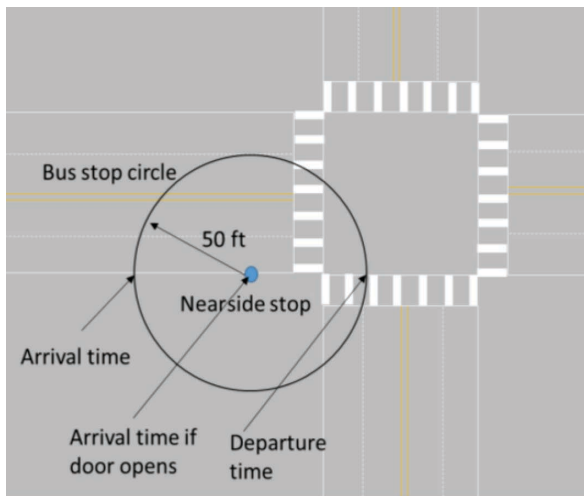 Bus stop circle
50 ft
Nearside stop
Arrival time
Arrival time if
door opens
Departure
time